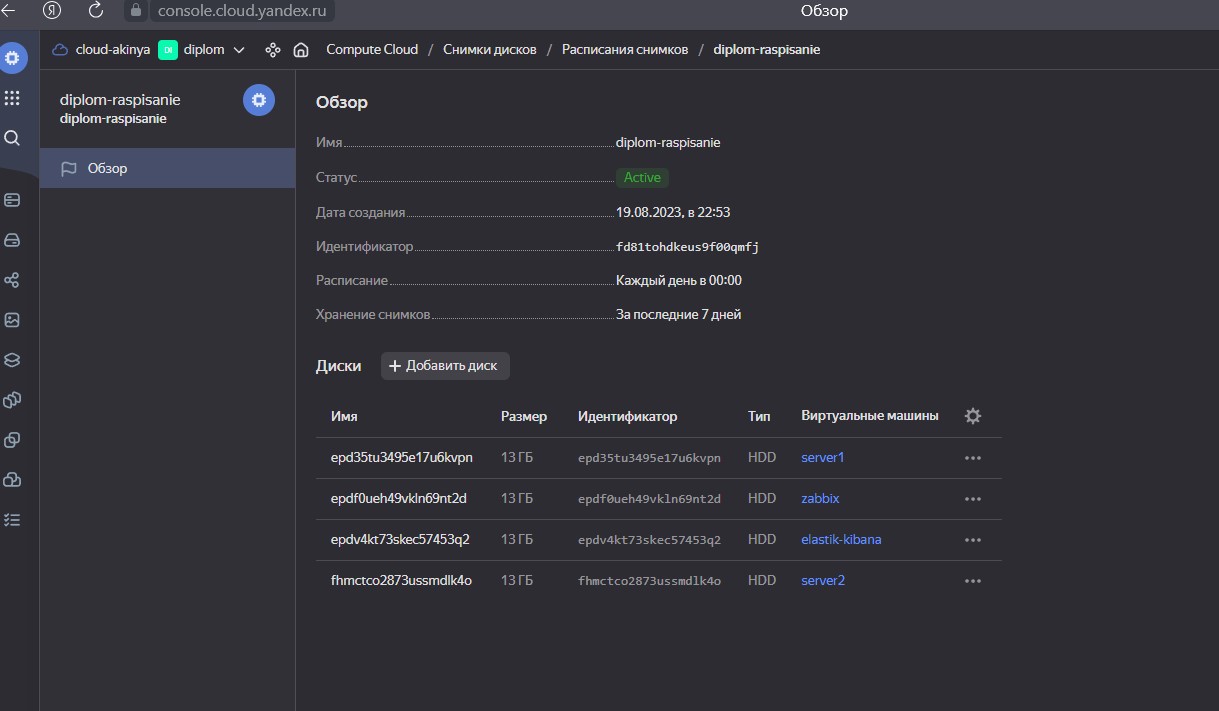 Я console.cloud.yandex.ru Обзор
cloud-akinya DI diplom Compute Cloud / Снимки дисков / Расписания снимков / diplom-raspisanie
diplom-raspisanie
diplom-raspisanie
Обзор
Обзор
Имя diplom-raspisanie
Статус Active
Дата создания 19.08.2023, в 22:53
Идентификатор fd81tohdkeus9f00qmfj
Расписание Каждый день в 00:00
Хранение снимков За последние 7 дней
Диски + Добавить диск
Имя Размер Идентификатор Тип Виртуальные машины
epd35tu3495e17u6kvpn 13 ГБ epd35tu3495e17u6kvpn HDD server1
epdf0ueh49vkln69nt2d 13 ГБ epdf0ueh49vkln69nt2d HDD zabbix
epdv4kt73skec57453q2 13 ГБ epdv4kt73skec57453q2 HDD elastik-kibana
fhmctco2873ussmdlk4o 13 ГБ fhmctco2873ussmdlk4o HDD server2